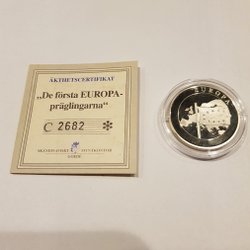 ÄKTHETSCERTIFIKAT
„De första EUROPA-
präglingarna“
C 2682
EUROPA